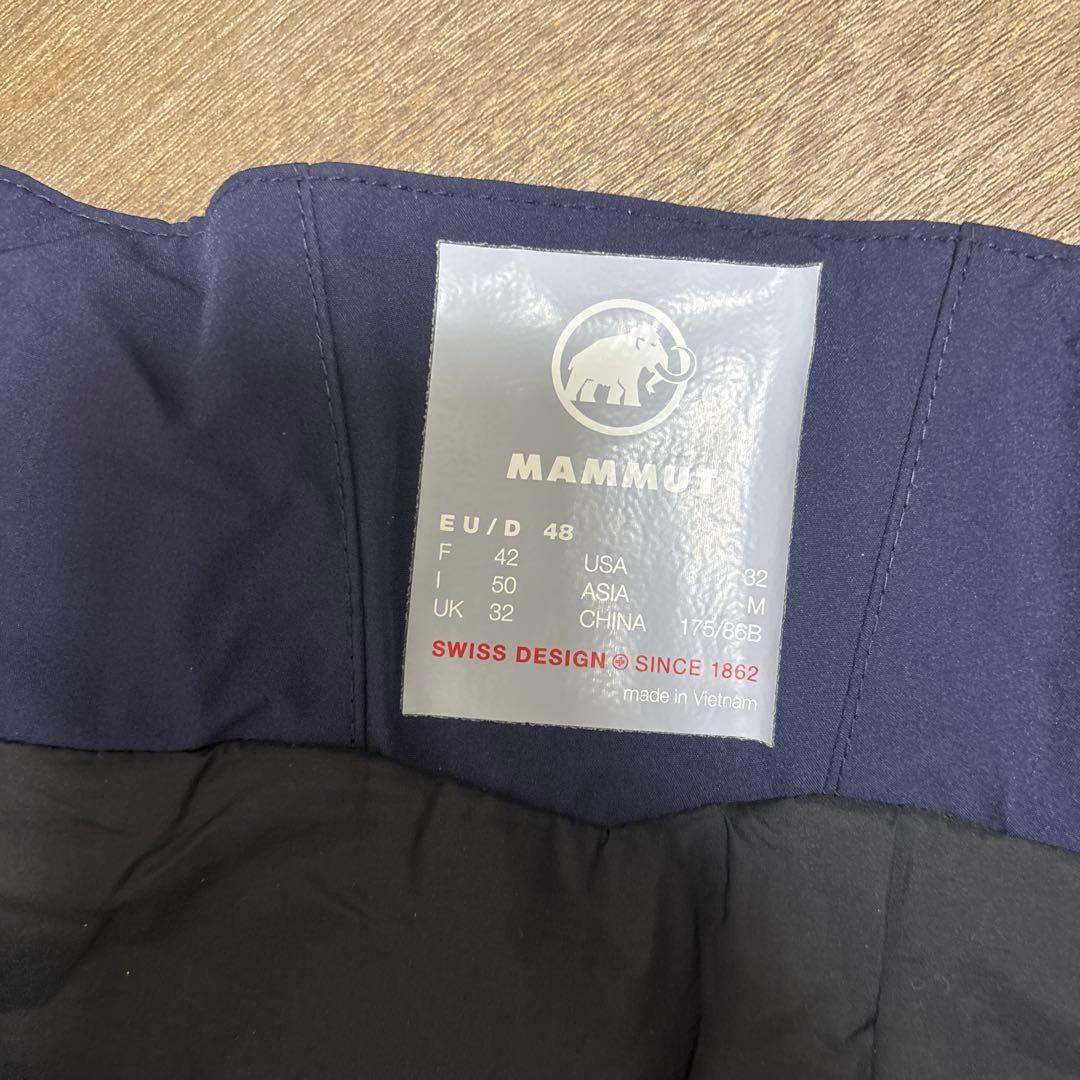 MAMMUT
EU/D 48
F 42 USA 32
I 50 ASIA M
UK 32 CHINA 175/86B
SWISS DESIGN SINCE 1862
made in Vietnam